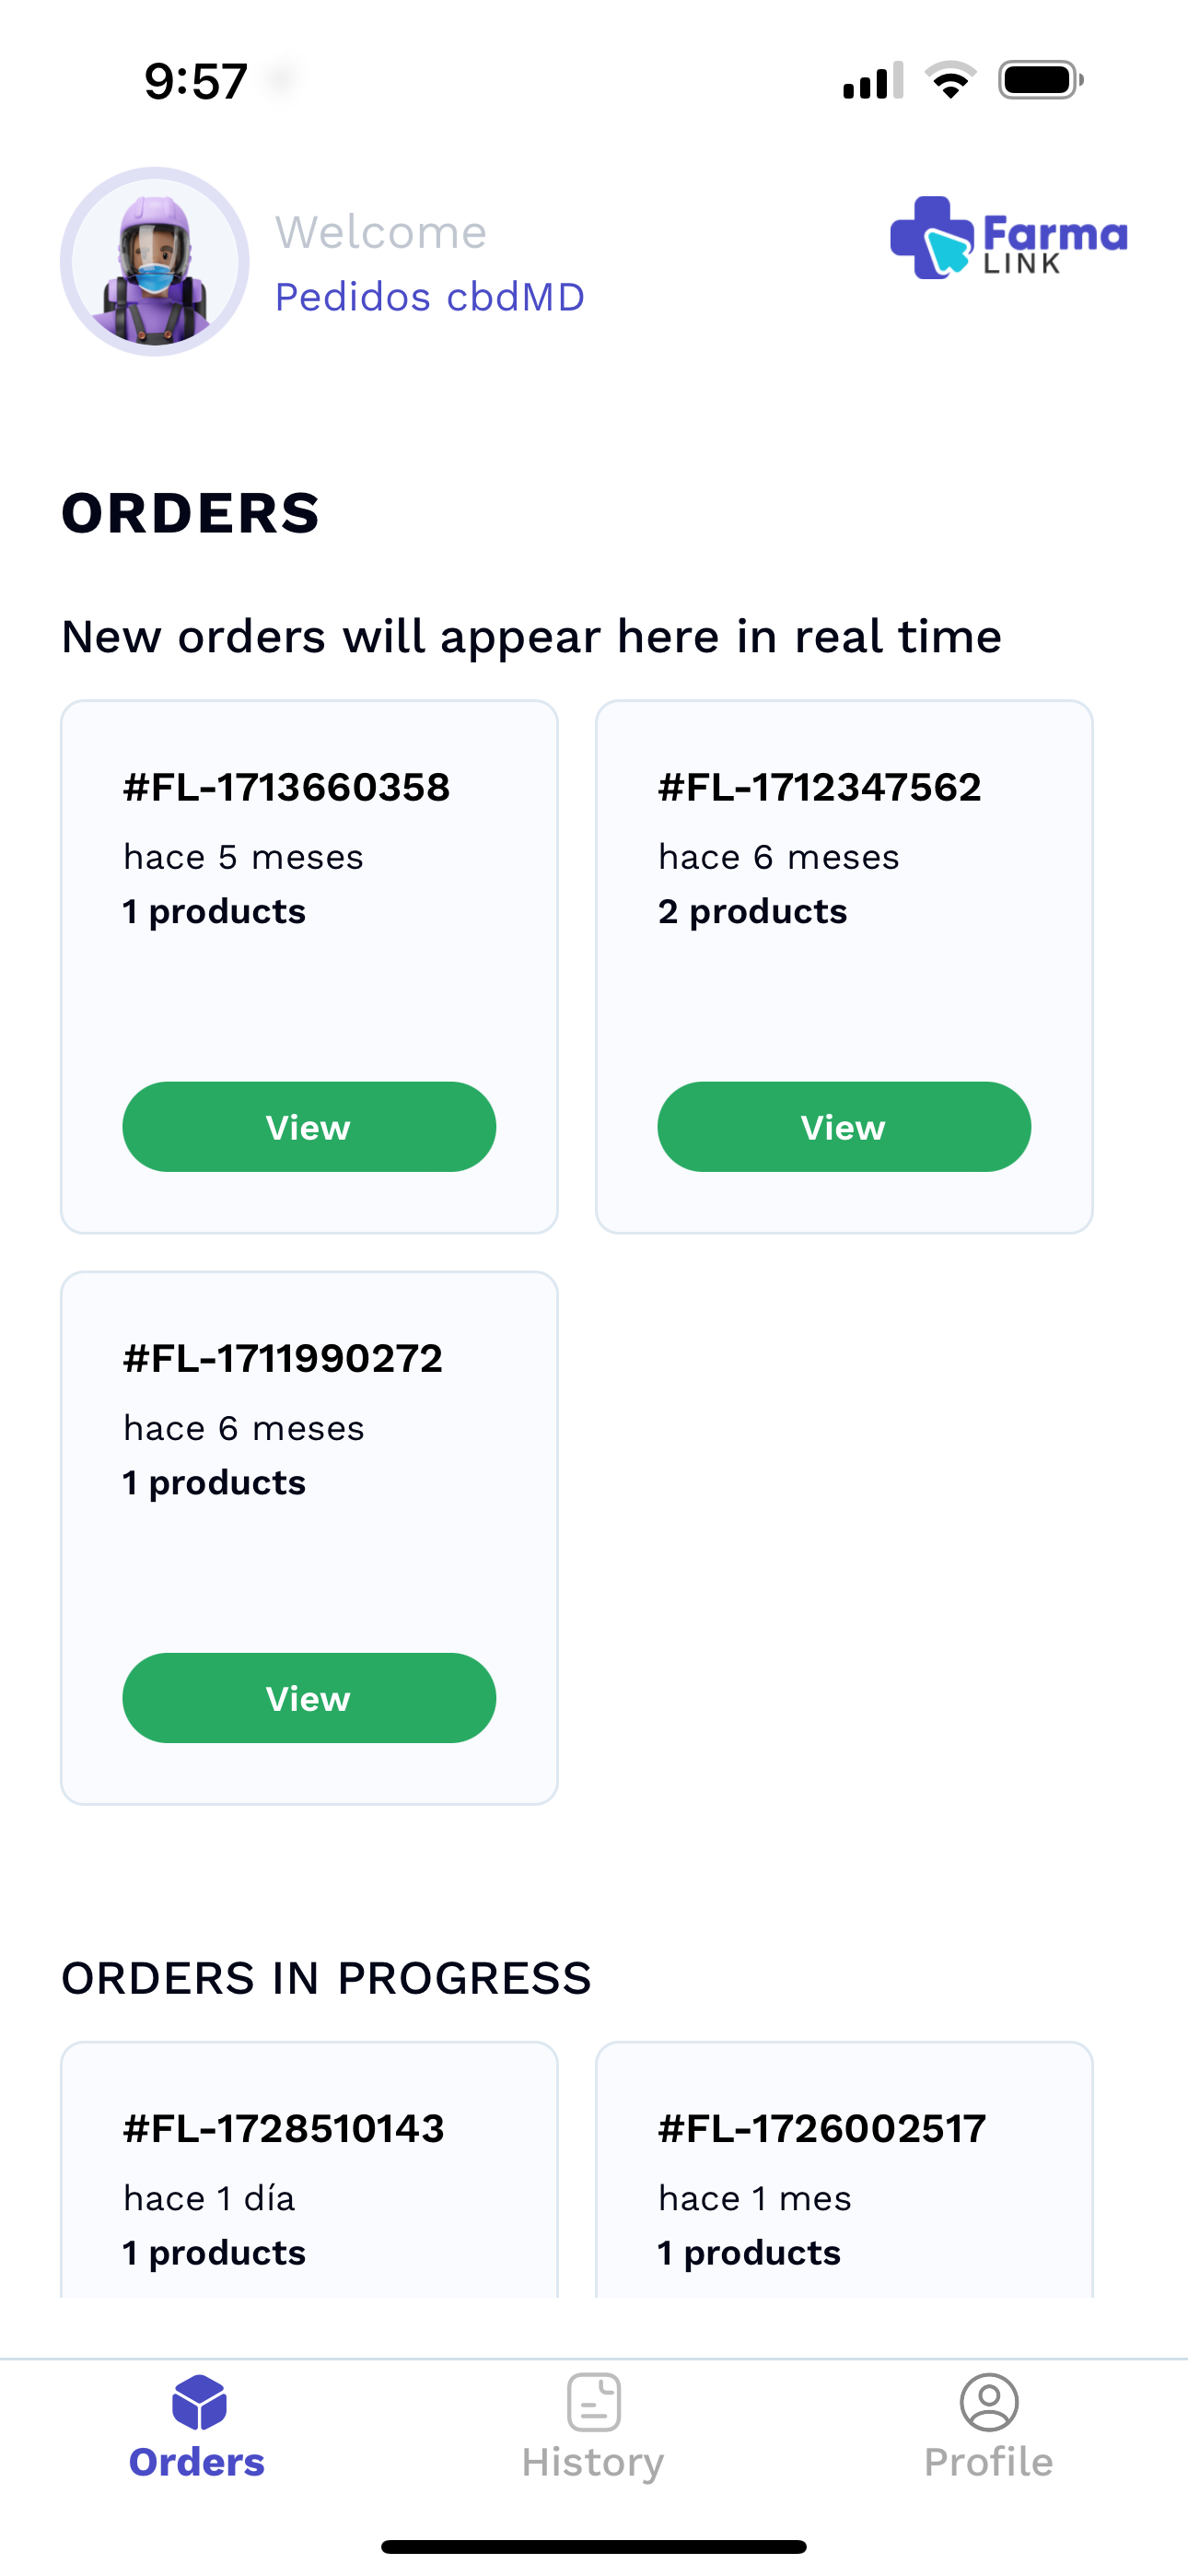 9:57
Welcome
Pedidos cbdMD
Farma
LINK
ORDERS
New orders will appear here in real time
#FL-1713660358
hace 5 meses
1 products
View
#FL-1712347562
hace 6 meses
2 products
View
#FL-1711990272
hace 6 meses
1 products
View
ORDERS IN PROGRESS
#FL-1728510143
hace 1 día
1 products
#FL-1726002517
hace 1 mes
1 products
Orders
History
Profile